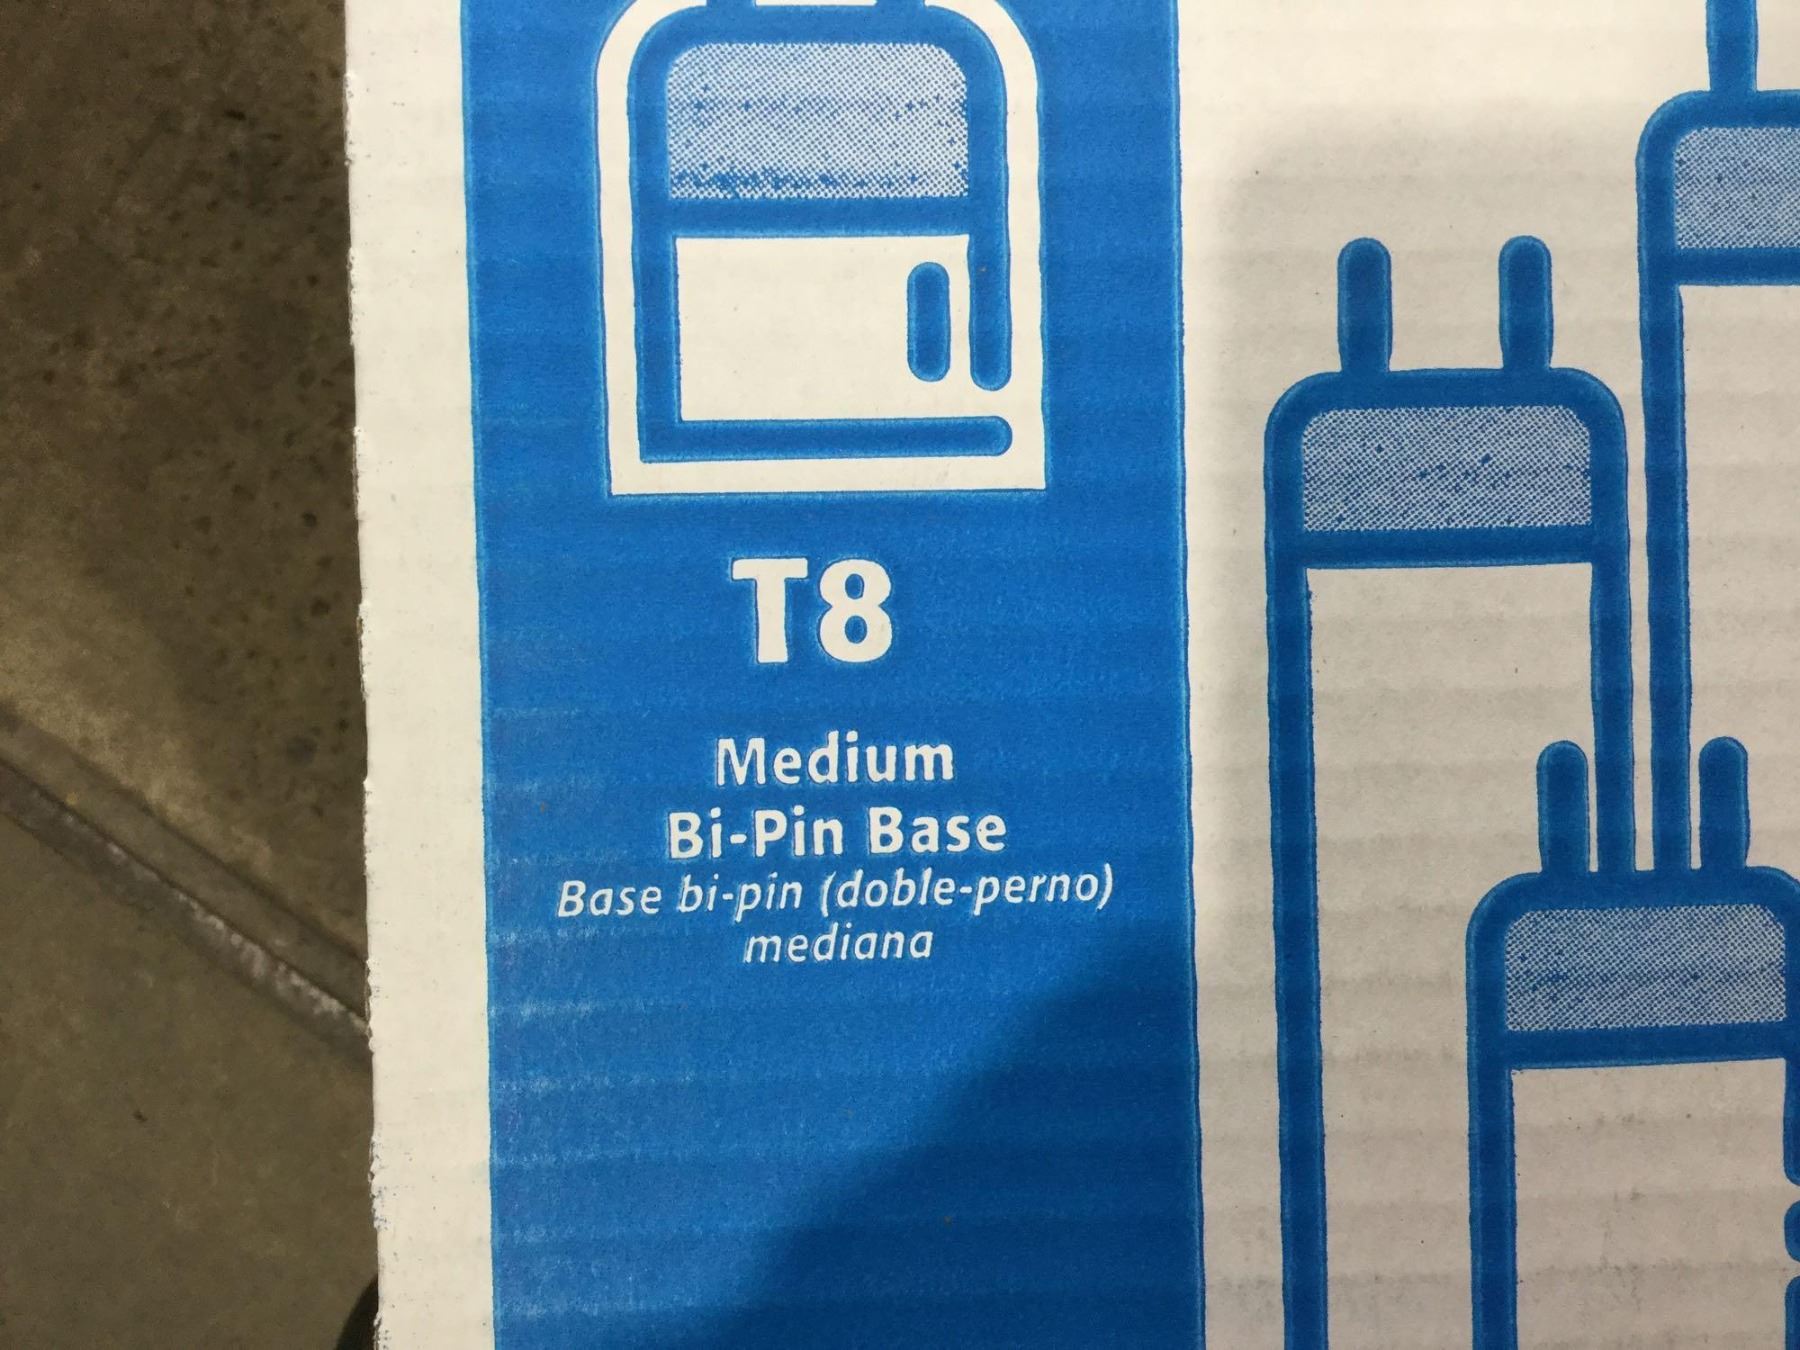 T8
Medium
Bi-Pin Base
Base bi-pin (doble-perno)
mediana